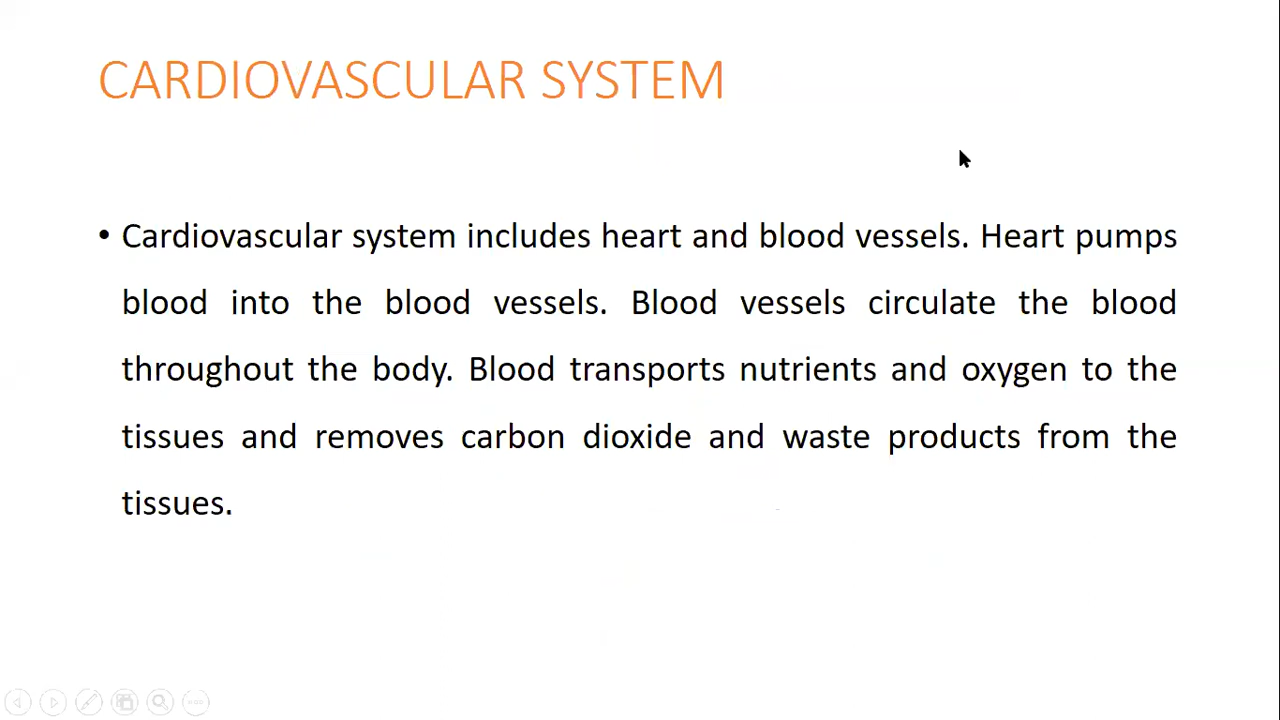 CARDIOVASCULAR SYSTEM
• Cardiovascular system includes heart and blood vessels. Heart pumps
blood into the blood vessels. Blood vessels circulate the blood
throughout the body. Blood transports nutrients and oxygen to the
tissues and removes carbon dioxide and waste products from the
tissues.